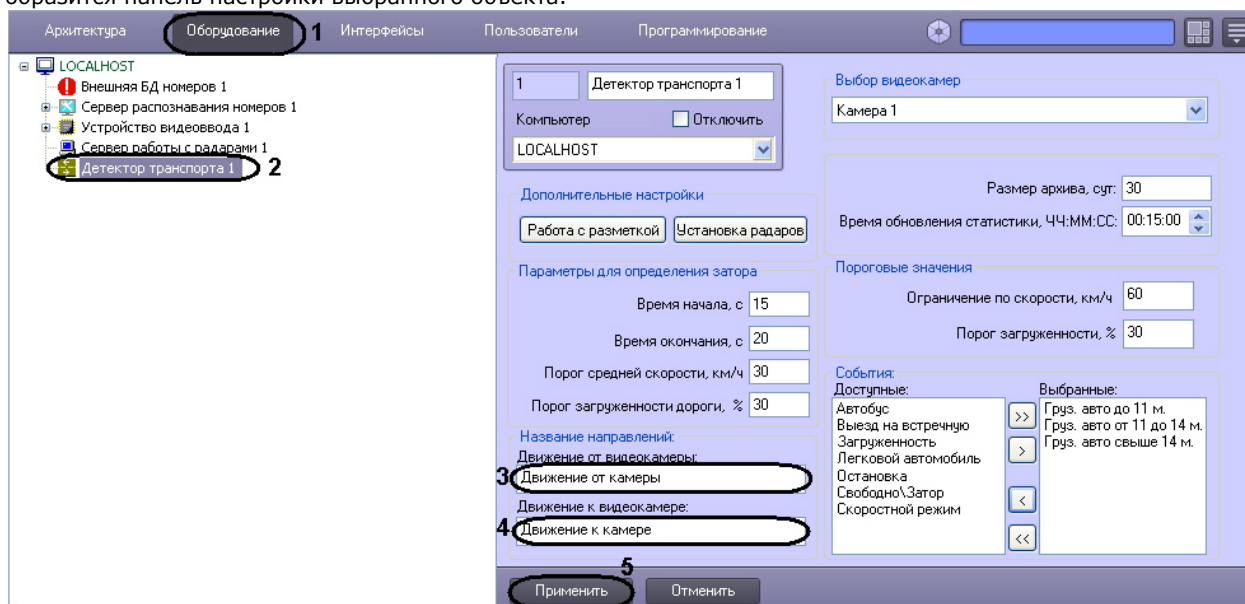 образится панель настройки выбранного объекта.
Архитектура Оборудование 1 Интерфейсы Пользователи Программирование
LOCALHOST
Внешняя БД номеров 1
Сервер распознавания номеров 1
Устройство видеоввода 1
Сервер работы с радарами 1
Детектор транспорта 1 2
1 Детектор транспорта 1
Компьютер Отключить
LOCALHOST
Дополнительные настройки
Работа с разметкой Установка радаров
Параметры для определения затора
Время начала, с 15
Время окончания, с 20
Порог средней скорости, км/ч 30
Порог загруженности дороги, % 30
Название направлений:
Движение от видеокамеры:
3 Движение от камеры
Движение к видеокамере:
4 Движение к камере
Выбор видеокамер
Камера 1
Размер архива, сут: 30
Время обновления статистики, ЧЧ:ММ:СС: 00:15:00
Пороговые значения
Ограничение по скорости, км/ч 60
Порог загруженности, % 30
События:
Доступные: Выбранные:
Автобус >> Груз. авто до 11 м.
Выезд на встречную Груз. авто от 11 до 14 м.
Загруженность > Груз. авто свыше 14 м.
Легковой автомобиль
Остановка
Свободно\Затор <
Скоростной режим
<<
5
Применить Отменить